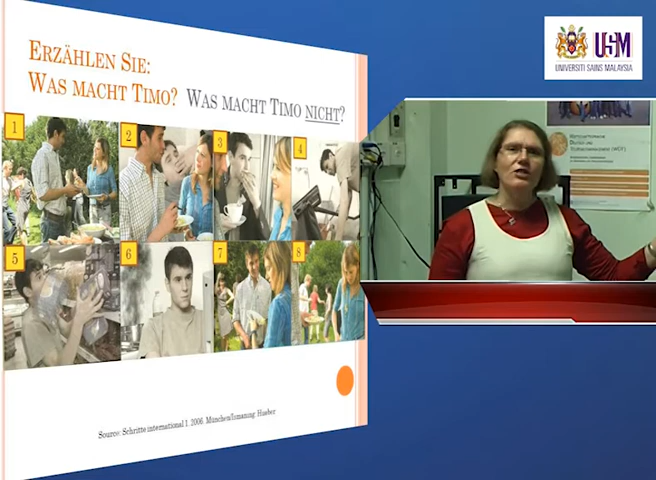 ERZÄHLEN SIE:
WAS MACHT TIMO? WAS MACHT TIMO NICHT?
1
2
3
4
5
6
7
8
Source: Schritte international 1. 2006. München/Ismaning: Hueber
USM
UNIVERSITI SAINS MALAYSIA